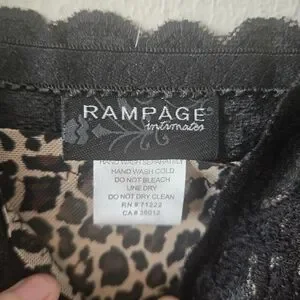 RAMPAGE
intimates
HAND WASH SEPARATELY
HAND WASH COLD
DO NOT BLEACH
LINE DRY
DO NOT DRY CLEAN
RN # 71222
CA # 36012